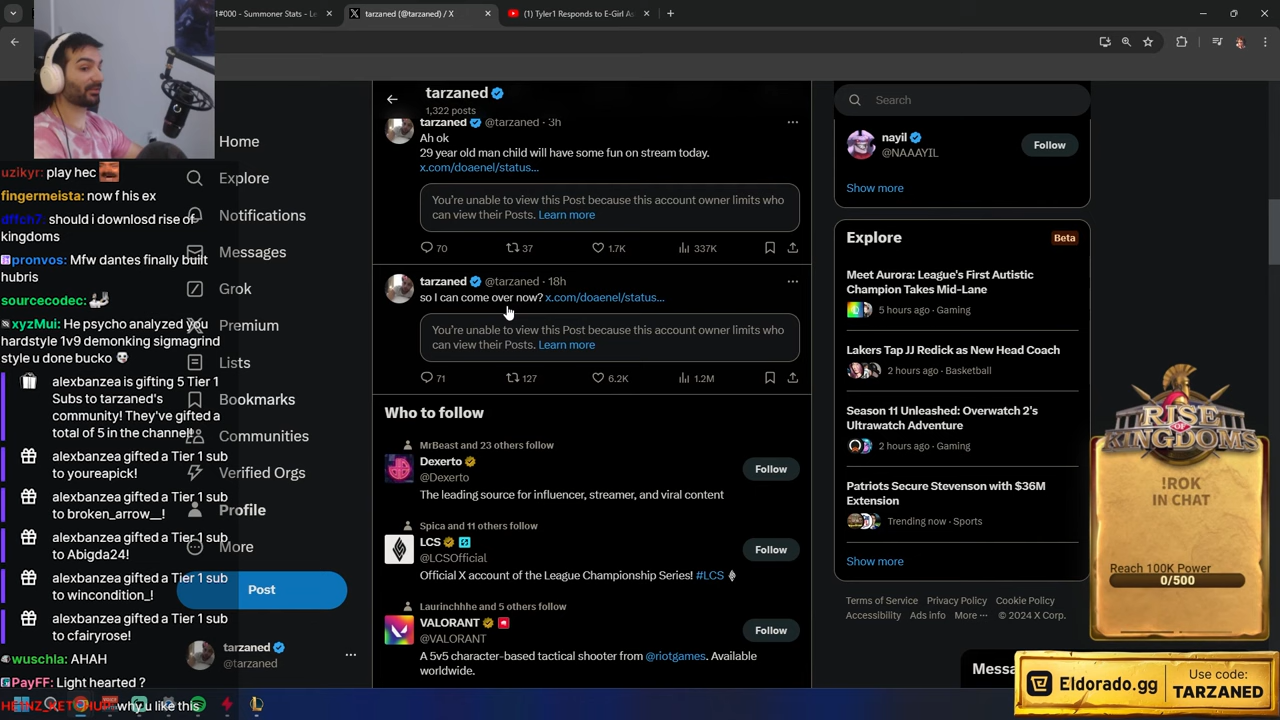 1#000 - Summoner Stats - Le
tarzaned (@tarzaned) / X
(1) Tyler1 Responds to E-Girl As
tarzaned
1,322 posts
Search
tarzaned @tarzaned · 3h
Ah ok
29 year old man child will have some fun on stream today.
x.com/doaenel/status...
You're unable to view this Post because this account owner limits who
can view their Posts. Learn more
70
37
1.7K
337K
tarzaned @tarzaned · 18h
so I can come over now? x.com/doaenel/status...
You're unable to view this Post because this account owner limits who
can view their Posts. Learn more
71
127
6.2K
1.2M
Who to follow
MrBeast and 23 others follow
Dexerto
@Dexerto
Follow
The leading source for influencer, streamer, and viral content
Spica and 11 others follow
LCS
@LCSOfficial
Follow
Official X account of the League Championship Series! #LCS
Laurinchhhe and 5 others follow
VALORANT
@VALORANT
Follow
A 5v5 character-based tactical shooter from @riotgames. Available
worldwide.
nayil
@NAAAYIL
Follow
Show more
Explore
Beta
Meet Aurora: League's First Autistic
Champion Takes Mid-Lane
5 hours ago · Gaming
Lakers Tap JJ Redick as New Head Coach
2 hours ago · Basketball
Season 11 Unleashed: Overwatch 2's
Ultrawatch Adventure
2 hours ago · Gaming
Patriots Secure Stevenson with $36M
Extension
Trending now · Sports
Show more
Terms of Service Privacy Policy Cookie Policy
Accessibility Ads info More ··· © 2024 X Corp.
Messa
Home
Explore
Notifications
Messages
Grok
Premium
Lists
Bookmarks
Communities
Verified Orgs
Profile
More
Post
tarzaned
@tarzaned
uzikyr: play hec
fingermeista: now f his ex
dffch7: should i downlosd rise of
kingdoms
pronvos: Mfw dantes finally built
hubris
sourcecodec:
xyzMui: He psycho analyzed you
hardstyle 1v9 demonking sigmagrind
style u done bucko
alexbanzea is gifting 5 Tier 1
Subs to tarzaned's
community! They've gifted a
total of 5 in the channel!
alexbanzea gifted a Tier 1 sub
to youreapick!
alexbanzea gifted a Tier 1 sub
to broken_arrow__!
alexbanzea gifted a Tier 1 sub
to Abigda24!
alexbanzea gifted a Tier 1 sub
to wincondition_!
alexbanzea gifted a Tier 1 sub
to cfairyrose!
wuschla: AHAH
PayFF: Light hearted ?
why u like this
RISE
OF
KINGDOMS
!ROK
IN CHAT
Reach 100K Power
0/500
Eldorado.gg
Use code:
TARZANED